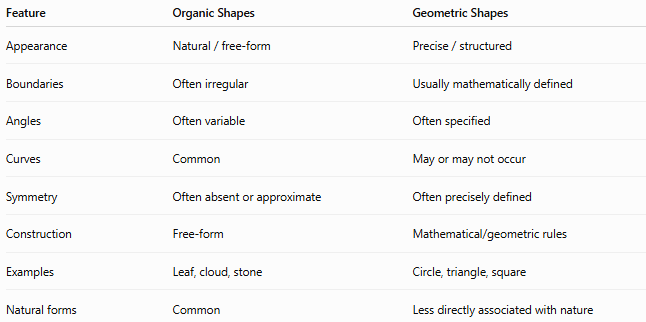 Feature Organic Shapes Geometric Shapes
Appearance Natural / free-form Precise / structured
Boundaries Often irregular Usually mathematically defined
Angles Often variable Often specified
Curves Common May or may not occur
Symmetry Often absent or approximate Often precisely defined
Construction Free-form Mathematical/geometric rules
Examples Leaf, cloud, stone Circle, triangle, square
Natural forms Common Less directly associated with nature